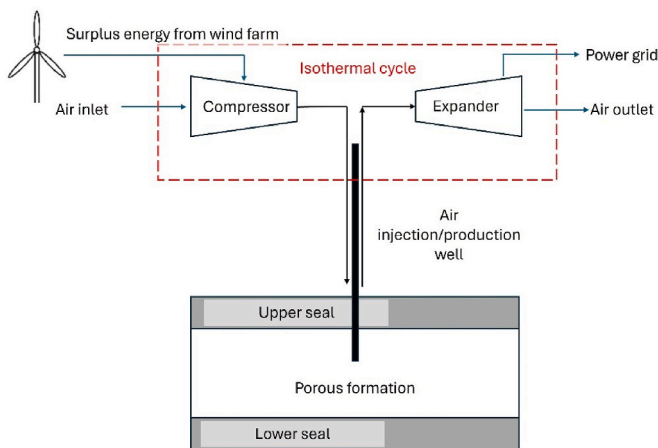 Surplus energy from wind farm
Power grid
Isothermal cycle
Compressor
Expander
Air inlet
Air outlet
Air
injection/production
well
Upper seal
Porous formation
Lower seal